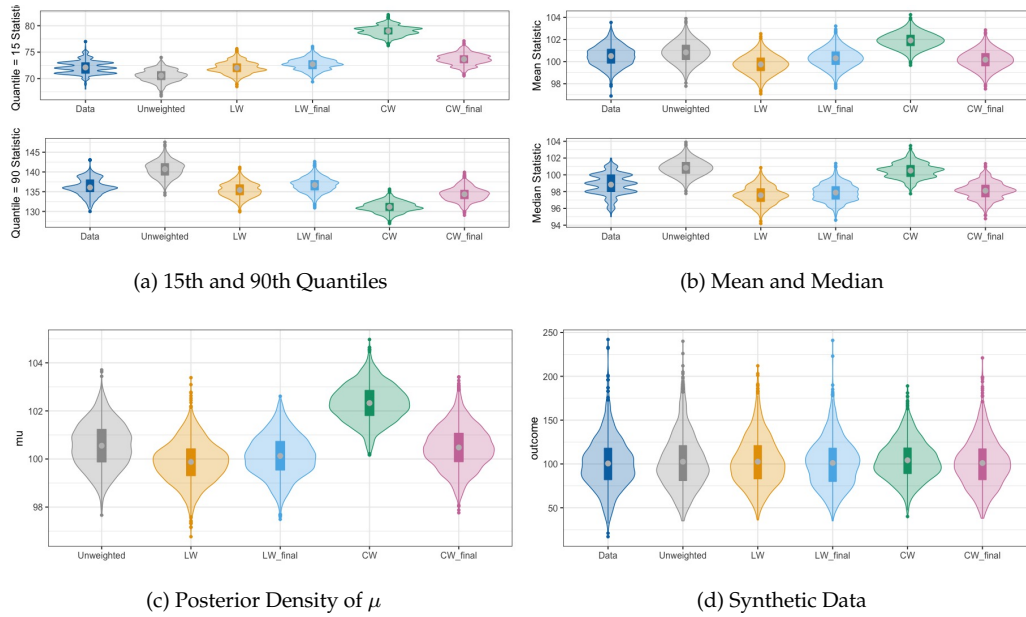 Quantile = 15 Statistic
80
75
70
Data Unweighted LW LW_final CW CW_final
Quantile = 90 Statistic
145
140
135
130
Data Unweighted LW LW_final CW CW_final
(a) 15th and 90th Quantiles
Mean Statistic
104
102
100
98
Data Unweighted LW LW_final CW CW_final
Median Statistic
104
102
100
98
96
94
Data Unweighted LW LW_final CW CW_final
(b) Mean and Median
mu
104
102
100
98
Unweighted LW LW_final CW CW_final
(c) Posterior Density of μ
outcome
250
200
150
100
50
Data Unweighted LW LW_final CW CW_final
(d) Synthetic Data